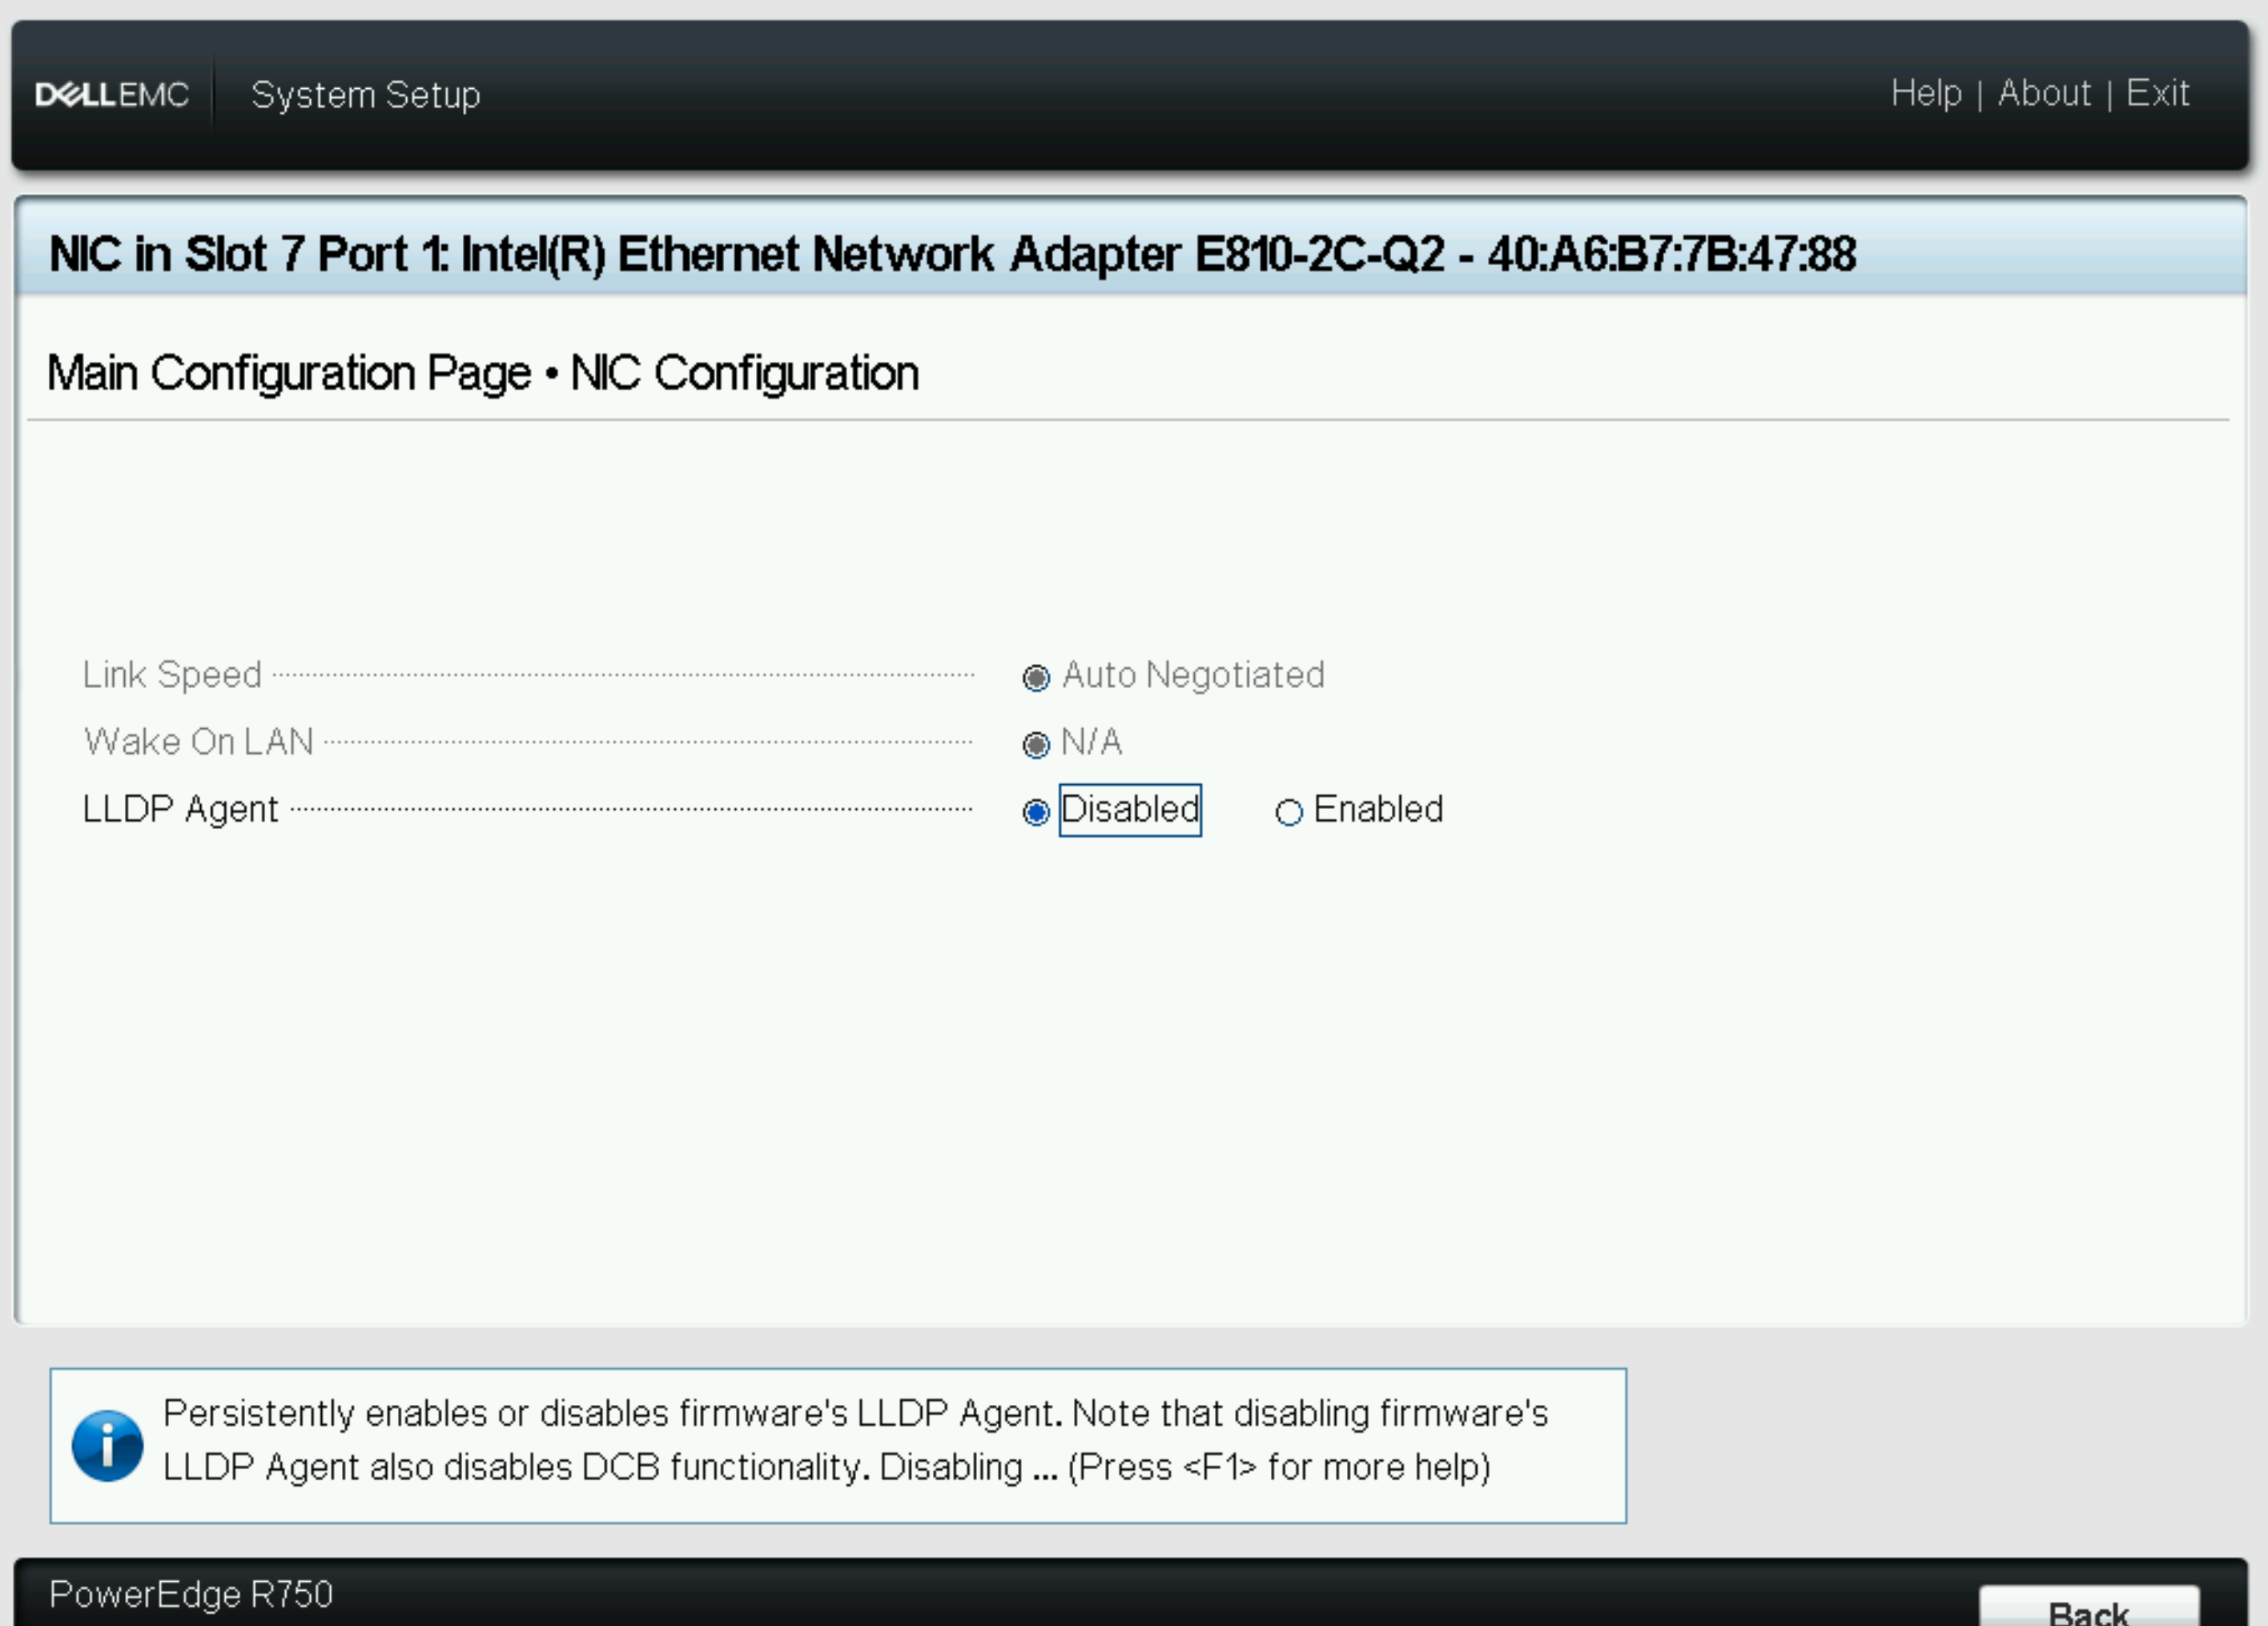 DELLEMC System Setup Help | About | Exit
NIC in Slot 7 Port 1: Intel(R) Ethernet Network Adapter E810-2C-Q2 - 40:A6:B7:7B:47:88
Main Configuration Page • NIC Configuration
Link Speed Auto Negotiated
Wake On LAN N/A
LLDP Agent Disabled Enabled
Persistently enables or disables firmware's LLDP Agent. Note that disabling firmware's
LLDP Agent also disables DCB functionality. Disabling ... (Press <F1> for more help)
PowerEdge R750
Back